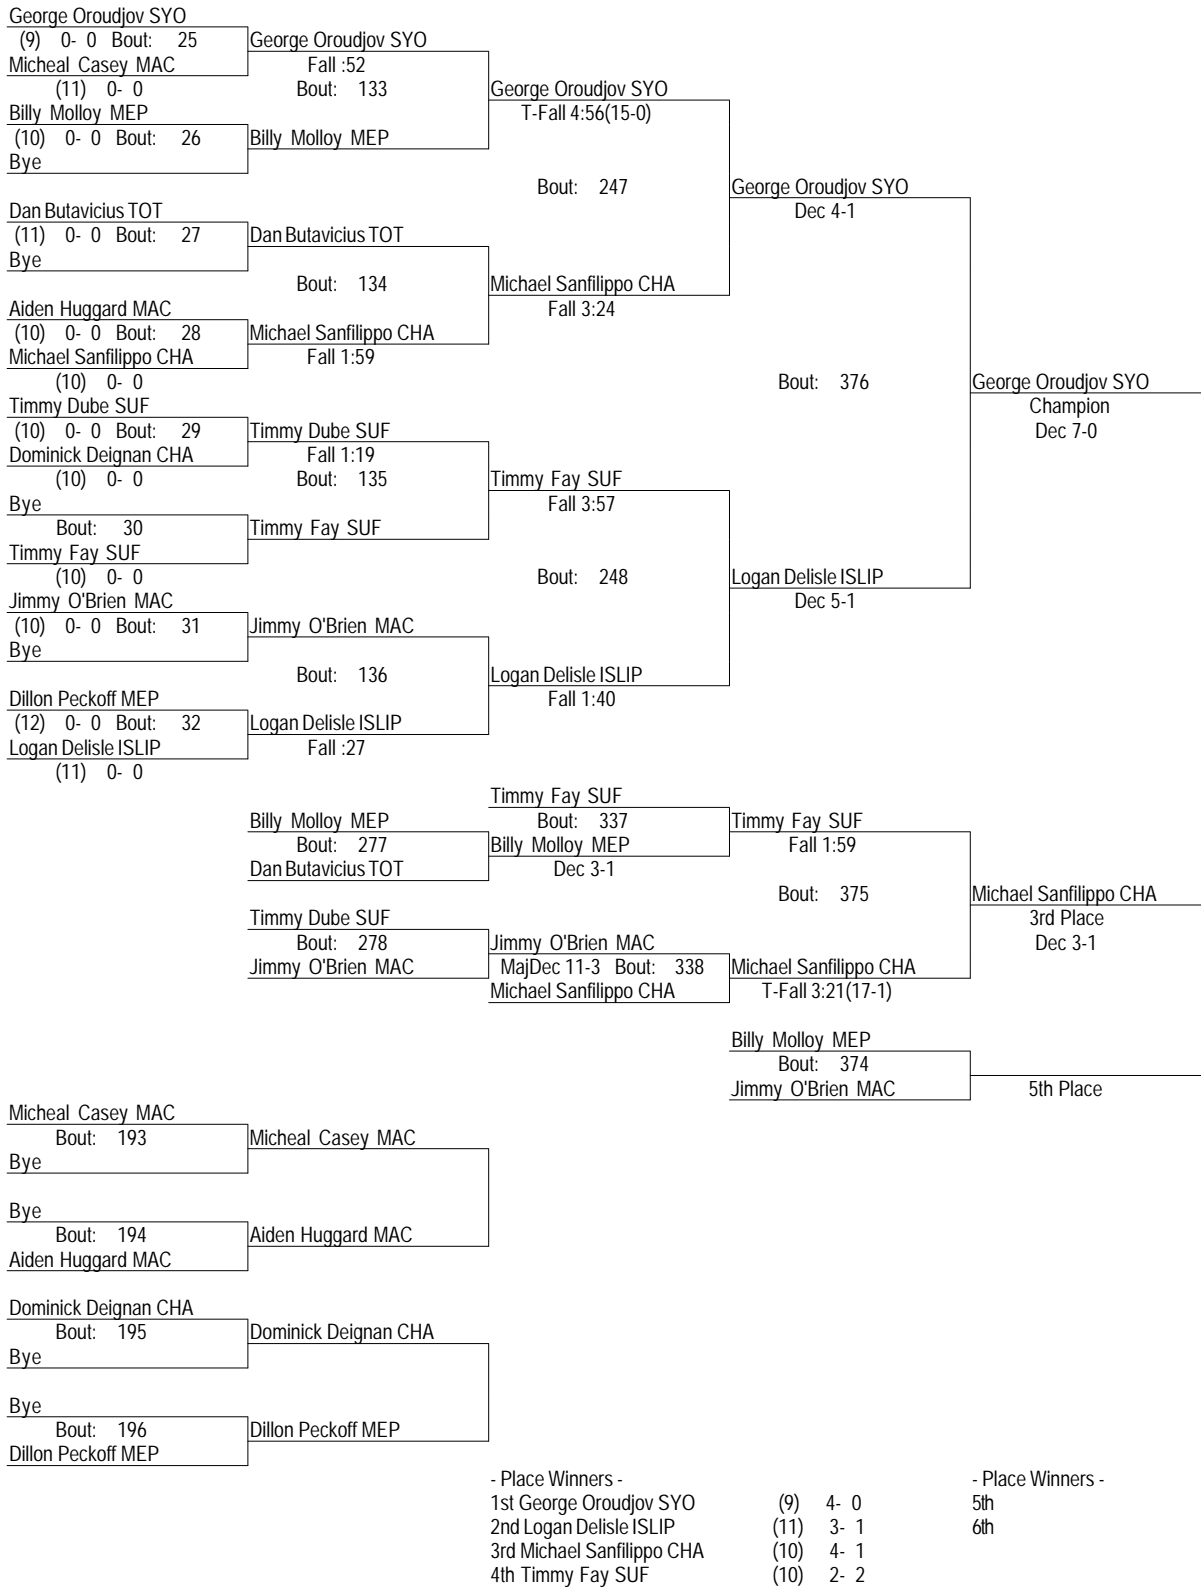 George Oroudjov SYO
(9) 0- 0 Bout: 25
George Oroudjov SYO
Micheal Casey MAC
Fall :52
(11) 0- 0
Bout: 133
George Oroudjov SYO
Billy Molloy MEP
T-Fall 4:56(15-0)
(10) 0- 0 Bout: 26
Billy Molloy MEP
Bye
Bout: 247
George Oroudjov SYO
Dan Butavicius TOT
Dec 4-1
(11) 0- 0 Bout: 27
Dan Butavicius TOT
Bye
Bout: 134
Michael Sanfilippo CHA
Aiden Huggard MAC
Fall 3:24
(10) 0- 0 Bout: 28
Michael Sanfilippo CHA
Michael Sanfilippo CHA
Fall 1:59
(10) 0- 0
Bout: 376
George Oroudjov SYO
Timmy Dube SUF
Champion
(10) 0- 0 Bout: 29
Timmy Dube SUF
Dec 7-0
Dominick Deignan CHA
Fall 1:19
(10) 0- 0
Bout: 135
Timmy Fay SUF
Bye
Fall 3:57
Bout: 30
Timmy Fay SUF
Timmy Fay SUF
(10) 0- 0
Bout: 248
Logan Delisle ISLIP
Jimmy O'Brien MAC
Dec 5-1
(10) 0- 0 Bout: 31
Jimmy O'Brien MAC
Bye
Bout: 136
Logan Delisle ISLIP
Dillon Peckoff MEP
Fall 1:40
(12) 0- 0 Bout: 32
Logan Delisle ISLIP
Logan Delisle ISLIP
Fall :27
(11) 0- 0
Timmy Fay SUF
Billy Molloy MEP
Bout: 337
Timmy Fay SUF
Bout: 277
Billy Molloy MEP
Fall 1:59
Dan Butavicius TOT
Dec 3-1
Bout: 375
Michael Sanfilippo CHA
Timmy Dube SUF
3rd Place
Bout: 278
Jimmy O'Brien MAC
Dec 3-1
Jimmy O'Brien MAC
MajDec 11-3 Bout: 338
Michael Sanfilippo CHA
Michael Sanfilippo CHA
T-Fall 3:21(17-1)
Billy Molloy MEP
Bout: 374
Jimmy O'Brien MAC
5th Place
Micheal Casey MAC
Bout: 193
Micheal Casey MAC
Bye
Bye
Bout: 194
Aiden Huggard MAC
Aiden Huggard MAC
Dominick Deignan CHA
Bout: 195
Dominick Deignan CHA
Bye
Bye
Bout: 196
Dillon Peckoff MEP
Dillon Peckoff MEP
- Place Winners -
1st George Oroudjov SYO (9) 4- 0
2nd Logan Delisle ISLIP (11) 3- 1
3rd Michael Sanfilippo CHA (10) 4- 1
4th Timmy Fay SUF (10) 2- 2
- Place Winners -
5th
6th